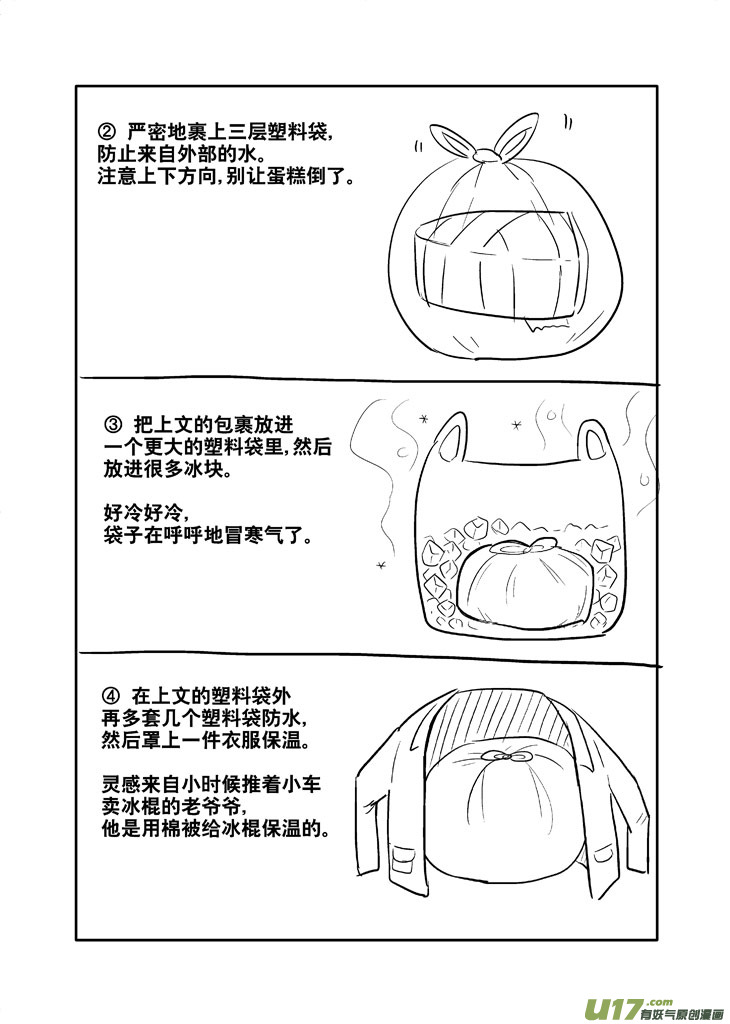 ② 严密地裹上三层塑料袋,
防止来自外部的水。
注意上下方向,别让蛋糕倒了。
③ 把上文的包裹放进
一个更大的塑料袋里,然后
放进很多冰块。
好冷好冷,
袋子在呼呼地冒寒气了。
④ 在上文的塑料袋外
再多套几个塑料袋防水,
然后罩上一件衣服保温。
灵感来自小时候推着小车
卖冰棍的老爷爷,
他是用棉被给冰棍保温的。
U17.com
有妖气原创漫画